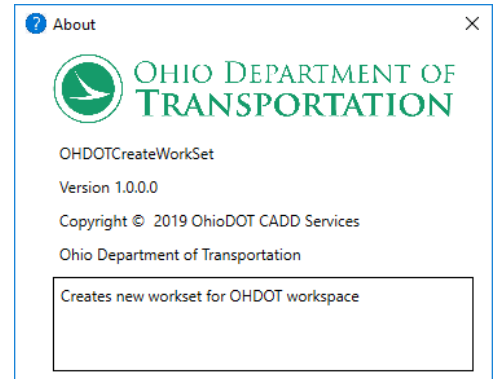 About
OHIO DEPARTMENT OF
TRANSPORTATION
OHDOTCreateWorkSet
Version 1.0.0.0
Copyright © 2019 OhioDOT CADD Services
Ohio Department of Transportation
Creates new workset for OHDOT workspace